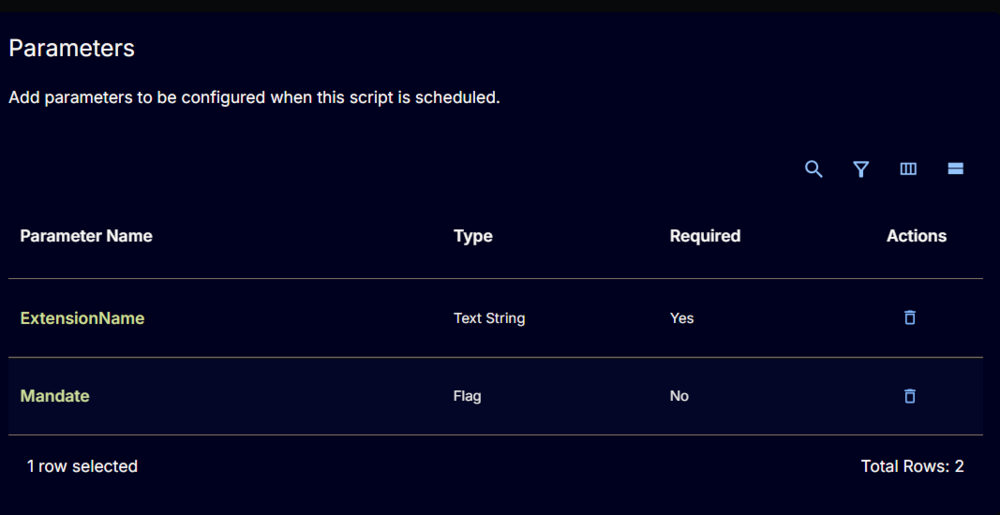 Parameters
Add parameters to be configured when this script is scheduled.
Parameter Name Type Required Actions
ExtensionName Text String Yes
Mandate Flag No
1 row selected Total Rows: 2